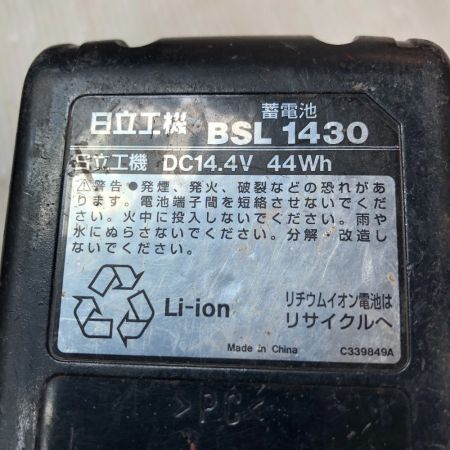 蓄電池
日立工機 BSL 1430
日立工機 DC14.4V 44Wh
⚠警告 ●発煙、発火、破裂などの恐れがあ
ります。電池端子間を短絡させないでくだ
さい。火中に投入しないでください。雨や
水にぬらさないでください。分解・改造し
ないでください。
Li-ion
リチウムイオン電池は
リサイクルへ
Made in China
C339849A
>PC<